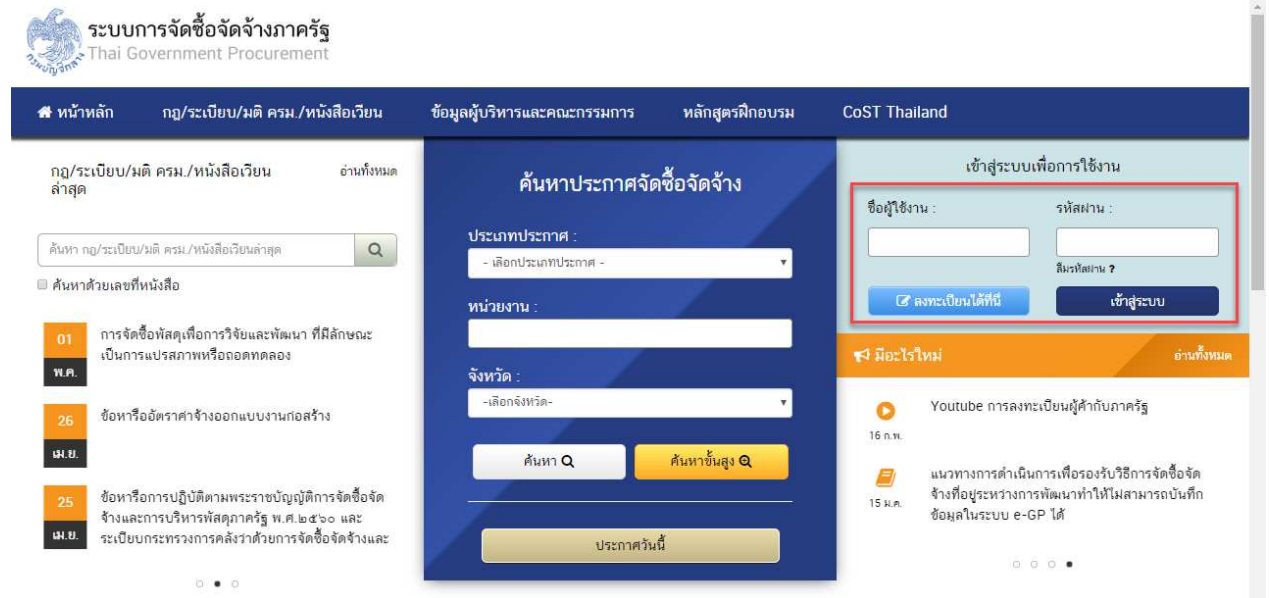 ระบบการจัดซื้อจัดจ้างภาครัฐ
Thai Government Procurement
กรมบัญชีกลาง
หน้าหลัก
กฎ/ระเบียบ/มติ ครม./หนังสือเวียน
ข้อมูลผู้บริหารและคณะกรรมการ
หลักสูตรฝึกอบรม
CoST Thailand
กฎ/ระเบียบ/มติ ครม./หนังสือเวียน
ล่าสุด
อ่านทั้งหมด
ค้นหา กฎ/ระเบียบ/มติ ครม./หนังสือเวียนล่าสุด
ค้นหาด้วยเลขที่หนังสือ
01
พ.ค.
การจัดซื้อพัสดุเพื่อการวิจัยและพัฒนา ที่มีลักษณะ
เป็นการแปรสภาพหรือถอดทดลอง
26
เม.ย.
ข้อหารืออัตราค่าจ้างออกแบบงานก่อสร้าง
25
เม.ย.
ข้อหารือการปฏิบัติตามพระราชบัญญัติการจัดซื้อจัด
จ้างและการบริหารพัสดุภาครัฐ พ.ศ.๒๕๖๐ และ
ระเบียบกระทรวงการคลังว่าด้วยการจัดซื้อจัดจ้างและ
ค้นหาประกาศจัดซื้อจัดจ้าง
ประเภทประกาศ :
- เลือกประเภทประกาศ -
หน่วยงาน :
จังหวัด :
-เลือกจังหวัด-
ค้นหา
ค้นหาขั้นสูง
ประกาศวันนี้
เข้าสู่ระบบเพื่อการใช้งาน
ชื่อผู้ใช้งาน :
รหัสผ่าน :
ลืมรหัสผ่าน ?
ลงทะเบียนได้ที่นี่
เข้าสู่ระบบ
มีอะไรใหม่
อ่านทั้งหมด
16 ก.พ.
Youtube การลงทะเบียนผู้ค้ากับภาครัฐ
15 ม.ค.
แนวทางการดำเนินการเพื่อรองรับวิธีการจัดซื้อจัด
จ้างที่อยู่ระหว่างการพัฒนาทำให้ไม่สามารถบันทึก
ข้อมูลในระบบ e-GP ได้